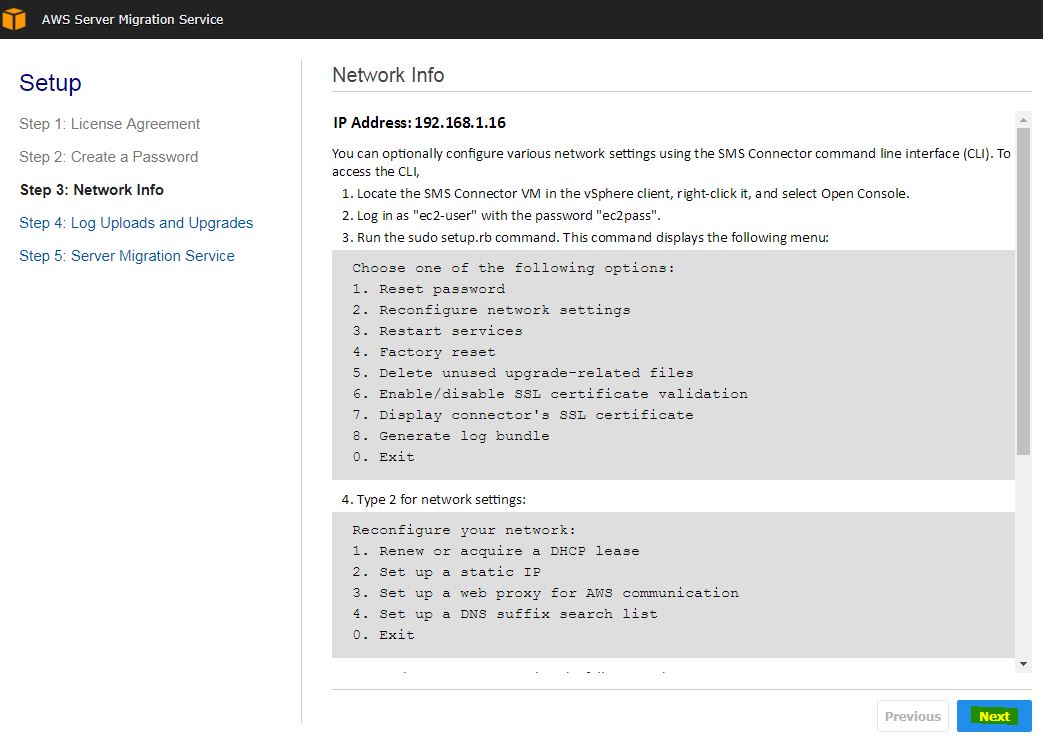 AWS Server Migration Service
Setup
Step 1: License Agreement
Step 2: Create a Password
Step 3: Network Info
Step 4: Log Uploads and Upgrades
Step 5: Server Migration Service
Network Info
IP Address: 192.168.1.16
You can optionally configure various network settings using the SMS Connector command line interface (CLI). To
access the CLI,
1. Locate the SMS Connector VM in the vSphere client, right-click it, and select Open Console.
2. Log in as "ec2-user" with the password "ec2pass".
3. Run the sudo setup.rb command. This command displays the following menu:
Choose one of the following options:
1. Reset password
2. Reconfigure network settings
3. Restart services
4. Factory reset
5. Delete unused upgrade-related files
6. Enable/disable SSL certificate validation
7. Display connector's SSL certificate
8. Generate log bundle
0. Exit
4. Type 2 for network settings:
Reconfigure your network:
1. Renew or acquire a DHCP lease
2. Set up a static IP
3. Set up a web proxy for AWS communication
4. Set up a DNS suffix search list
0. Exit
Previous
Next